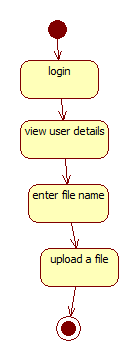 login
view user details
enter file name
upload a file